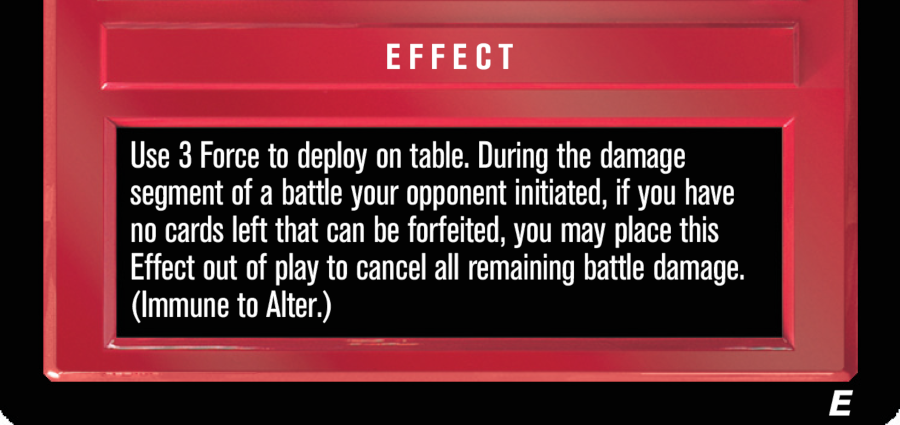 EFFECT
Use 3 Force to deploy on table. During the damage
segment of a battle your opponent initiated, if you have
no cards left that can be forfeited, you may place this
Effect out of play to cancel all remaining battle damage.
(Immune to Alter.)
E